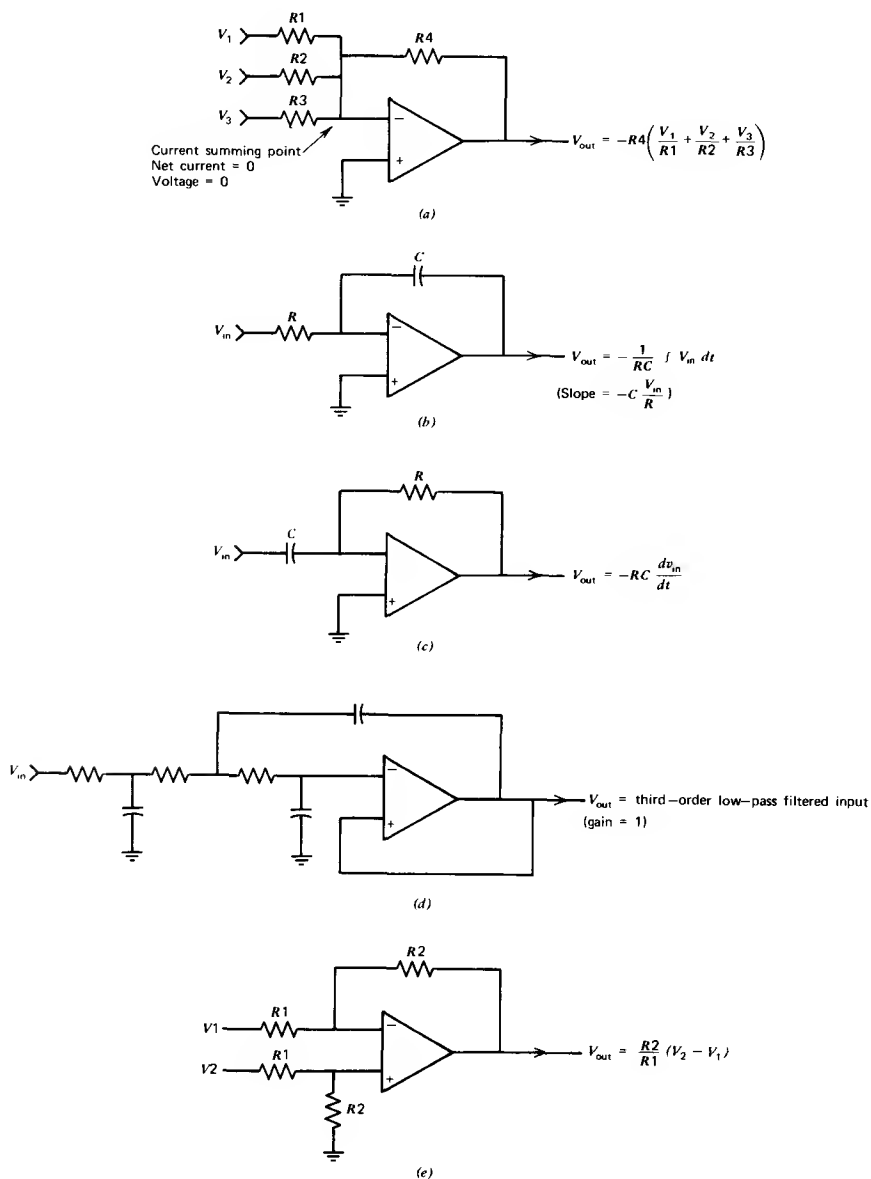 V1 R1
R2 R4
V2
R3
V3 −
Current summing point
Net current = 0
Voltage = 0
+
Vout = −R4(V1/R1 + V2/R2 + V3/R3)
(a)
C
Vin R −
+
Vout = − 1/RC ∫ Vin dt
(Slope = −C Vin/R)
(b)
R
C
Vin
+
Vout = −RC dvin/dt
(c)
Vin −
+
Vout = third−order low−pass filtered input
(gain = 1)
(d)
R2
R1
V1 −
R1
V2 +
R2
Vout = R2/R1 (V2 − V1)
(e)